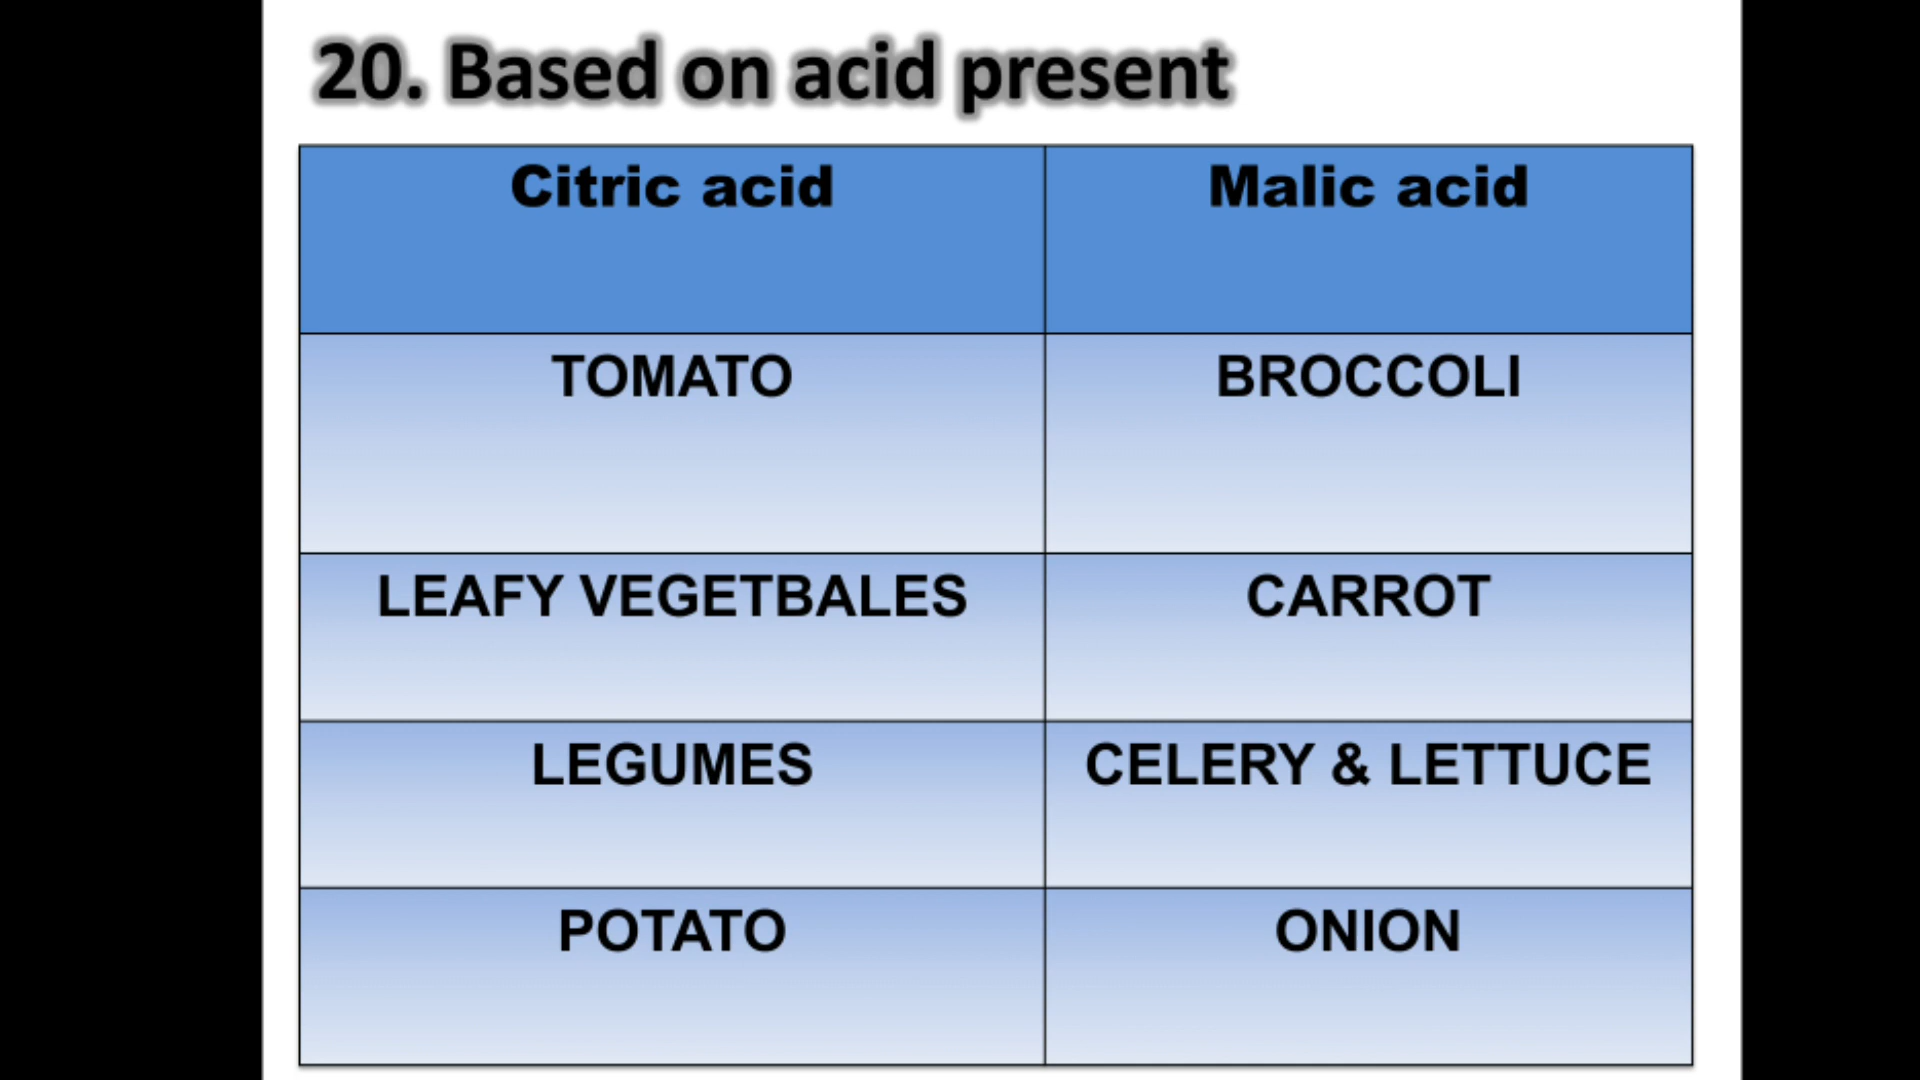 20. Based on acid present
Citric acid
Malic acid
TOMATO
BROCCOLI
LEAFY VEGETBALES
CARROT
LEGUMES
CELERY & LETTUCE
POTATO
ONION